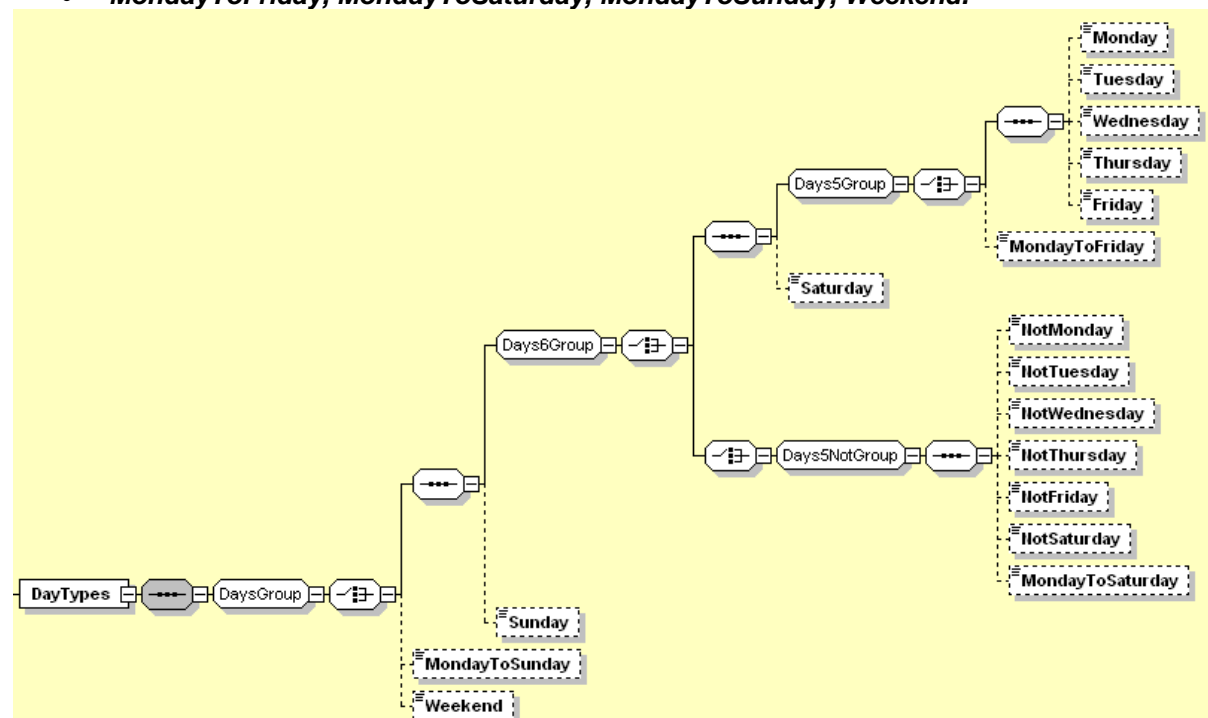 • MondayToFriday, MondayToSaturday, MondayToSunday, Weekend.
Monday
Tuesday
Wednesday
Thursday
Friday
Days5Group
MondayToFriday
Saturday
Days6Group
NotMonday
NotTuesday
NotWednesday
Days5NotGroup
NotThursday
NotFriday
NotSaturday
MondayToSaturday
DayTypes
DaysGroup
Sunday
MondayToSunday
Weekend